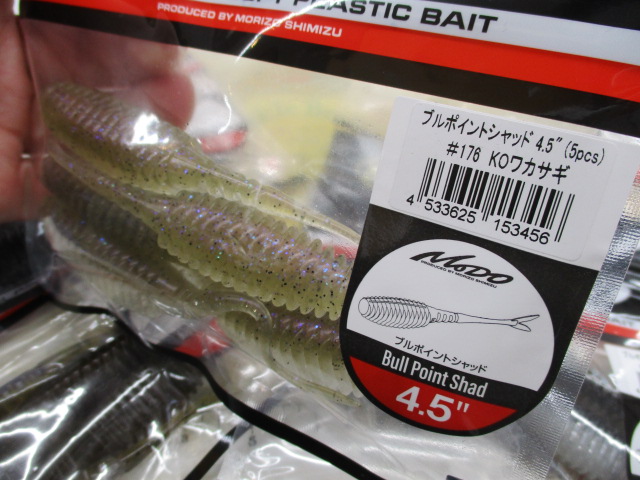 PLASTIC BAIT
PRODUCED BY MORIZO SHIMIZU
ブルポイントシャッド 4.5" (5pcs)
#176 KOワカサギ
4 533625 153456
MoDO
PRODUCED BY MORIZO SHIMIZU
ブルポイントシャッド
Bull Point Shad
4.5"